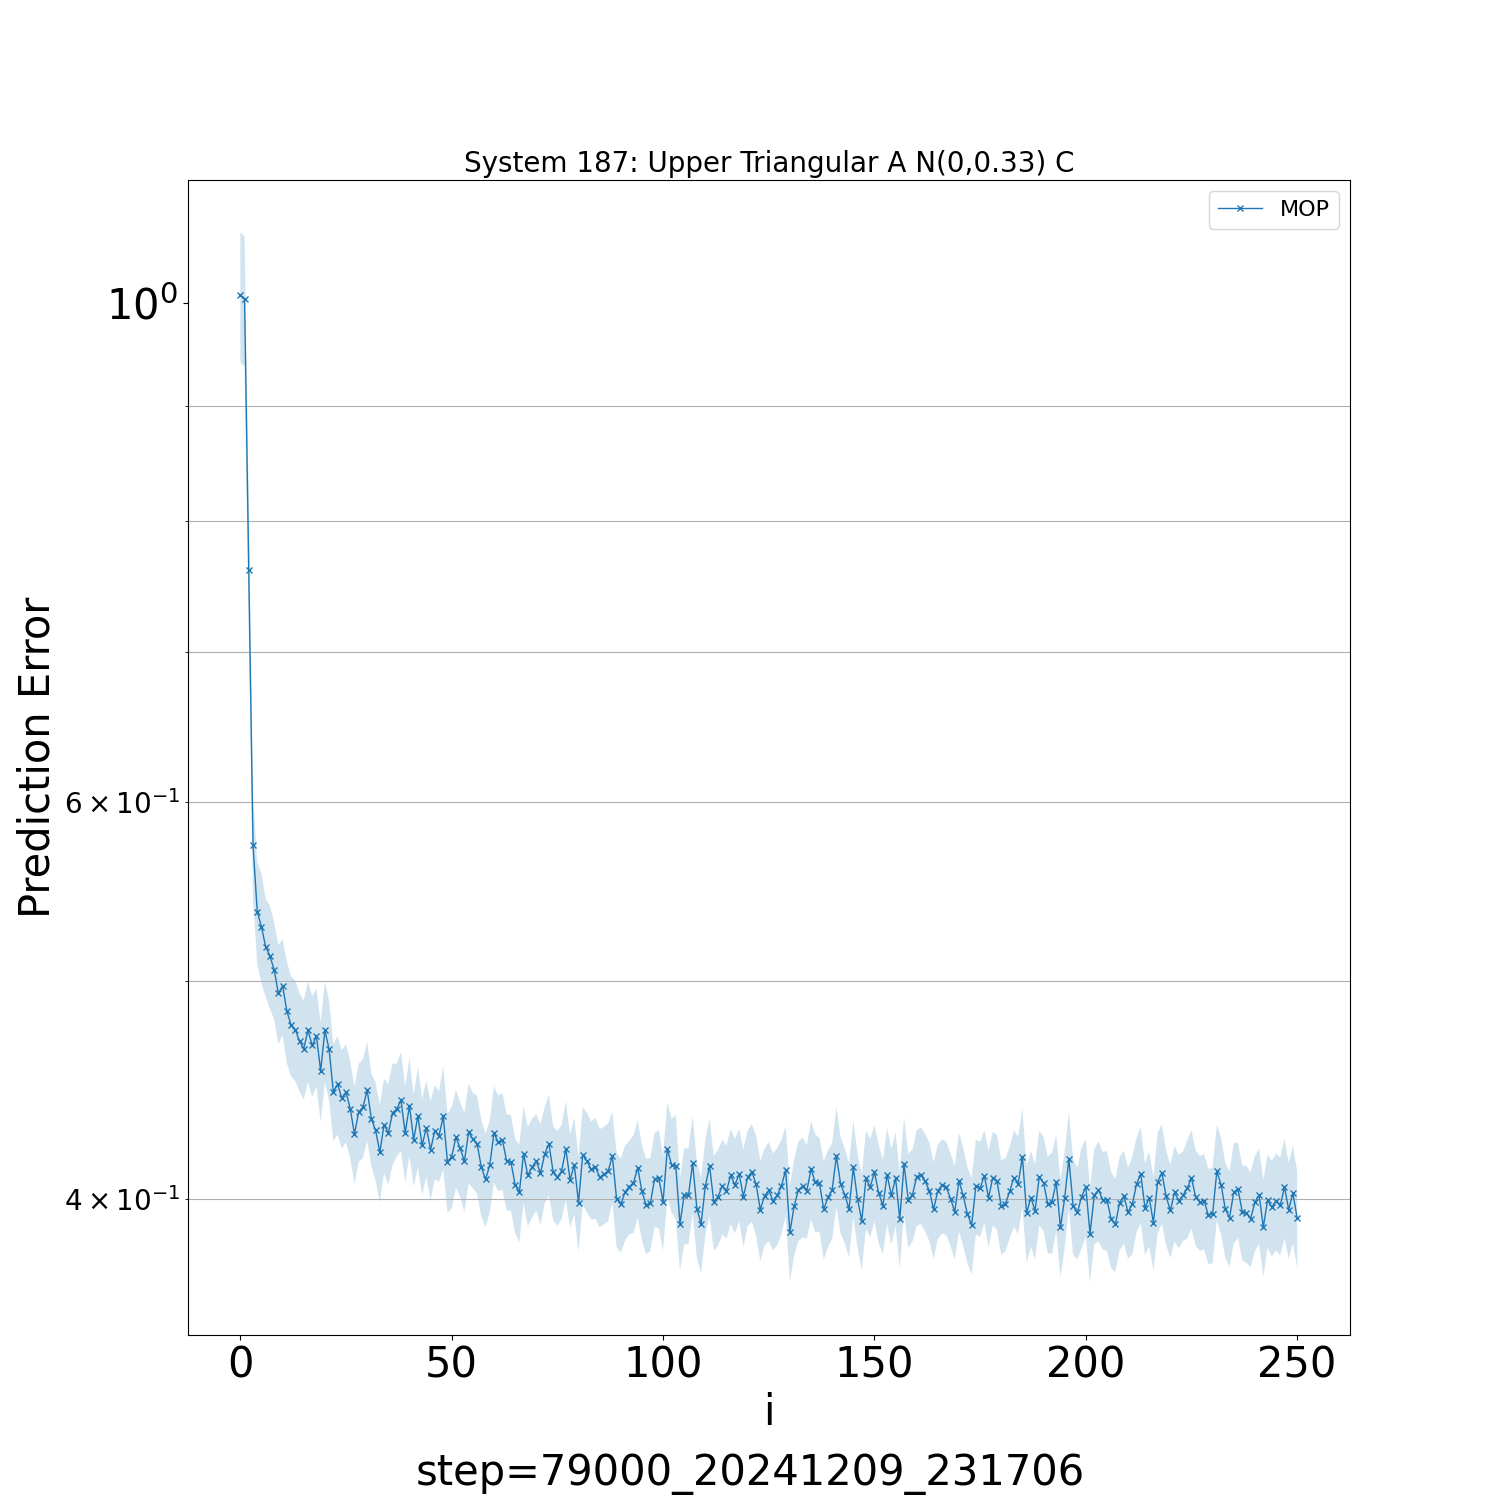 System 187: Upper Triangular A N(0,0.33) C
MOP
10⁰
6 × 10⁻¹
4 × 10⁻¹
Prediction Error
0 50 100 150 200 250
i
step=79000_20241209_231706